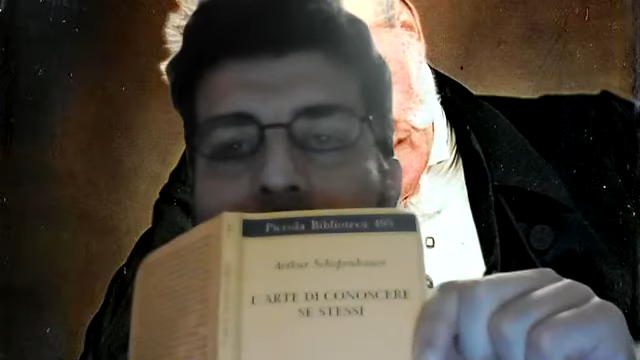 Piccola Biblioteca 495
Arthur Schopenhauer
L'ARTE DI CONOSCERE
SE STESSI